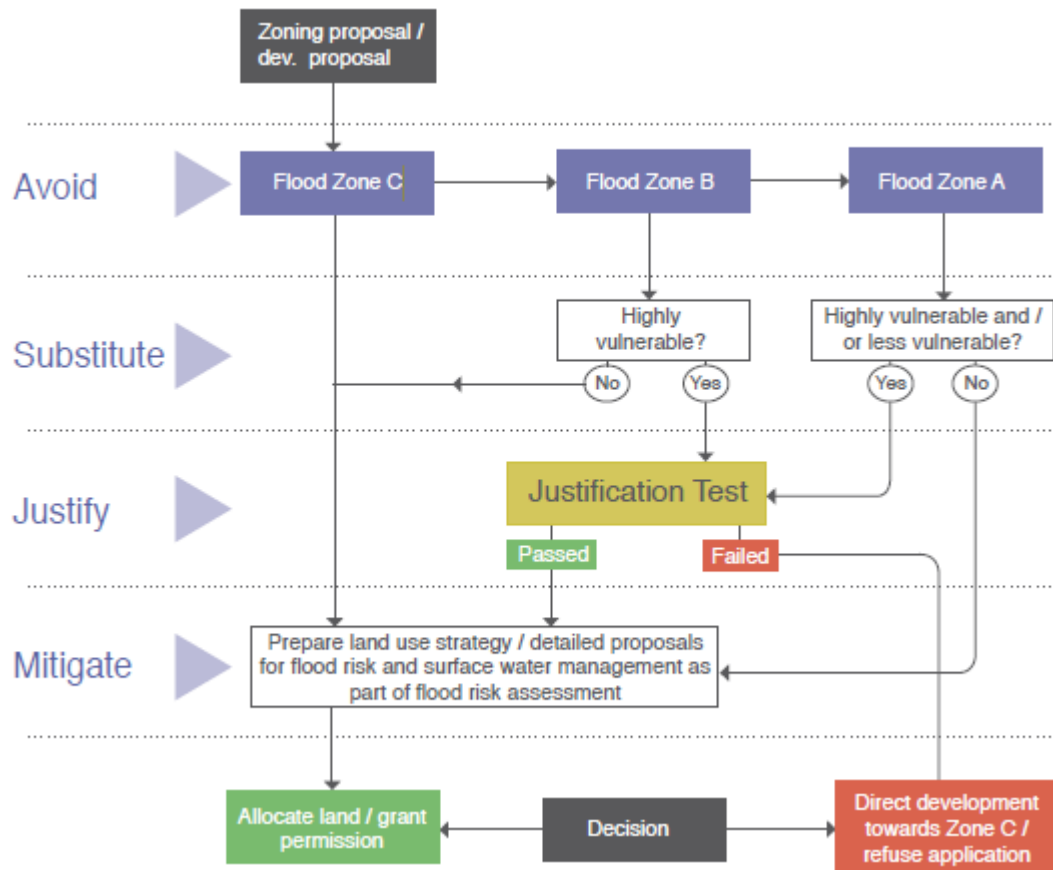 Zoning proposal /
dev. proposal
Avoid
Flood Zone C
Flood Zone B
Flood Zone A
Substitute
Highly
vulnerable?
Highly vulnerable and /
or less vulnerable?
No
Yes
Yes
No
Justify
Justification Test
Passed
Failed
Mitigate
Prepare land use strategy / detailed proposals
for flood risk and surface water management as
part of flood risk assessment
Allocate land / grant
permission
Decision
Direct development
towards Zone C /
refuse application